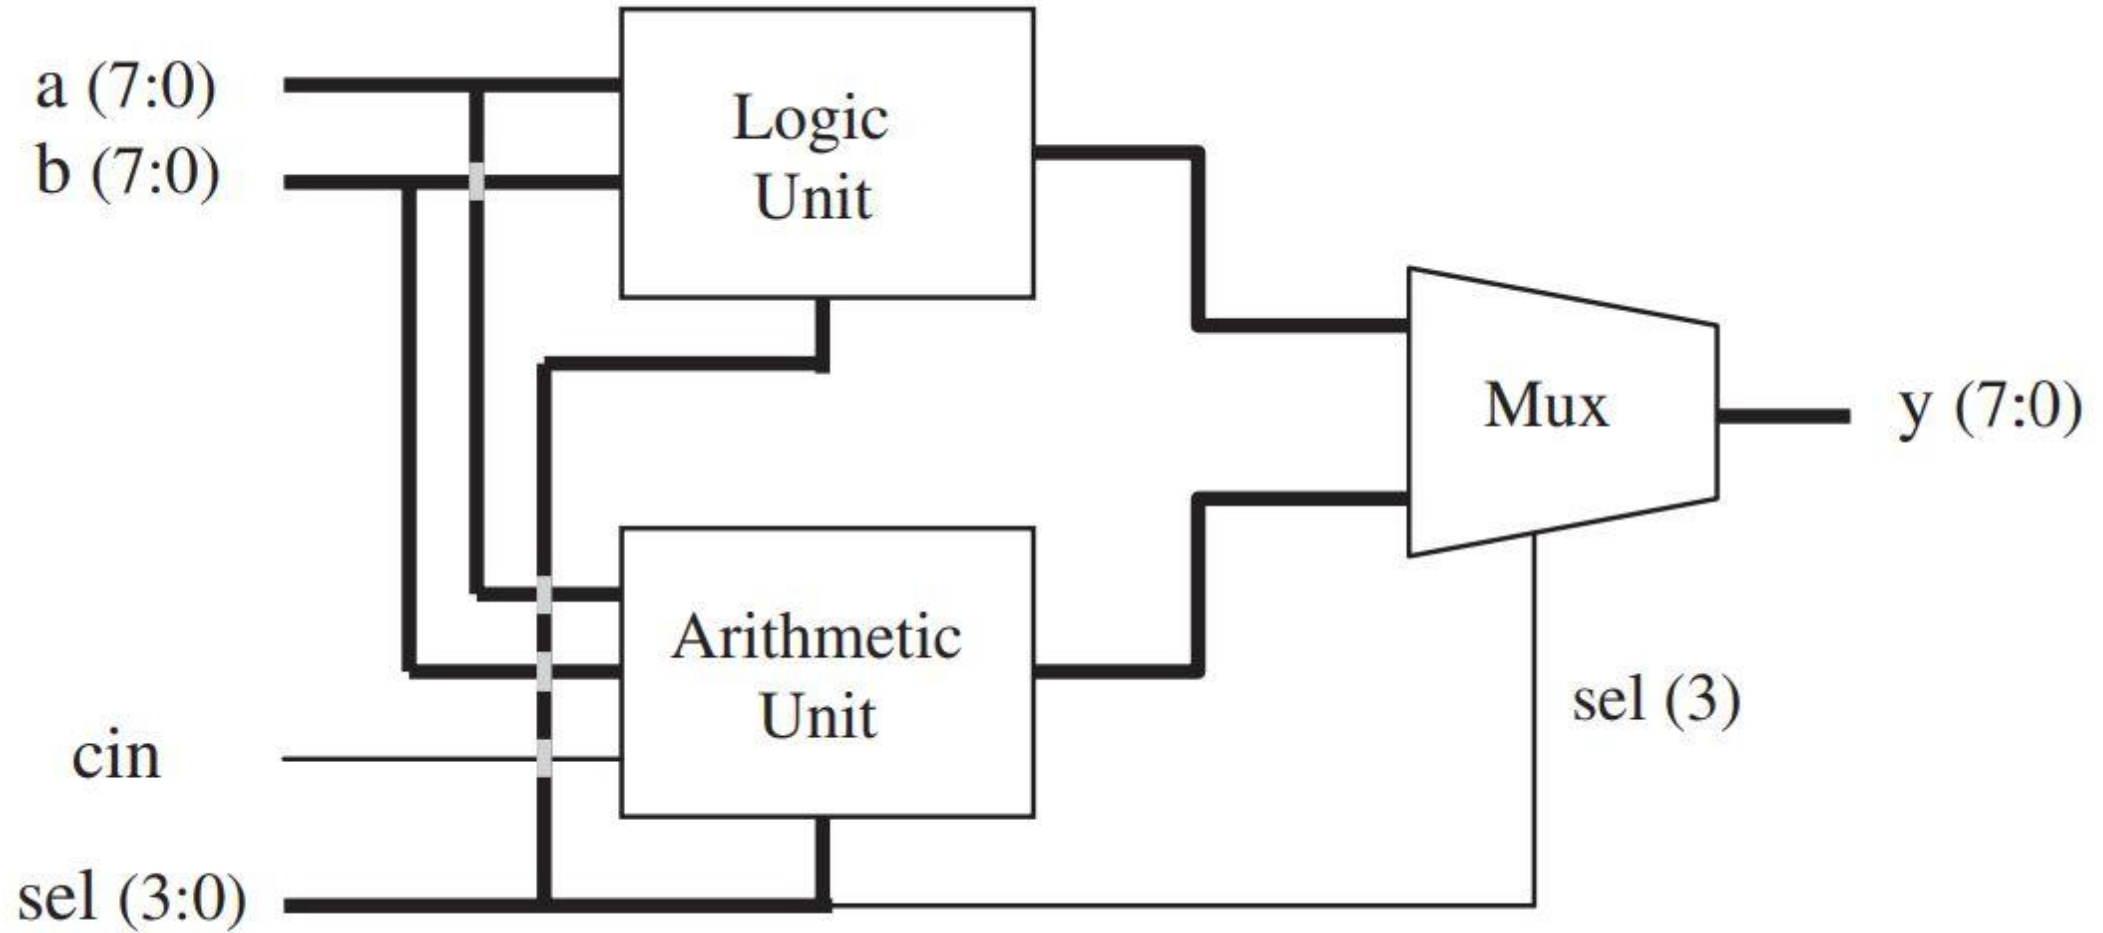 a (7:0)
b (7:0)
Logic
Unit
Mux
y (7:0)
Arithmetic
Unit
sel (3)
cin
sel (3:0)